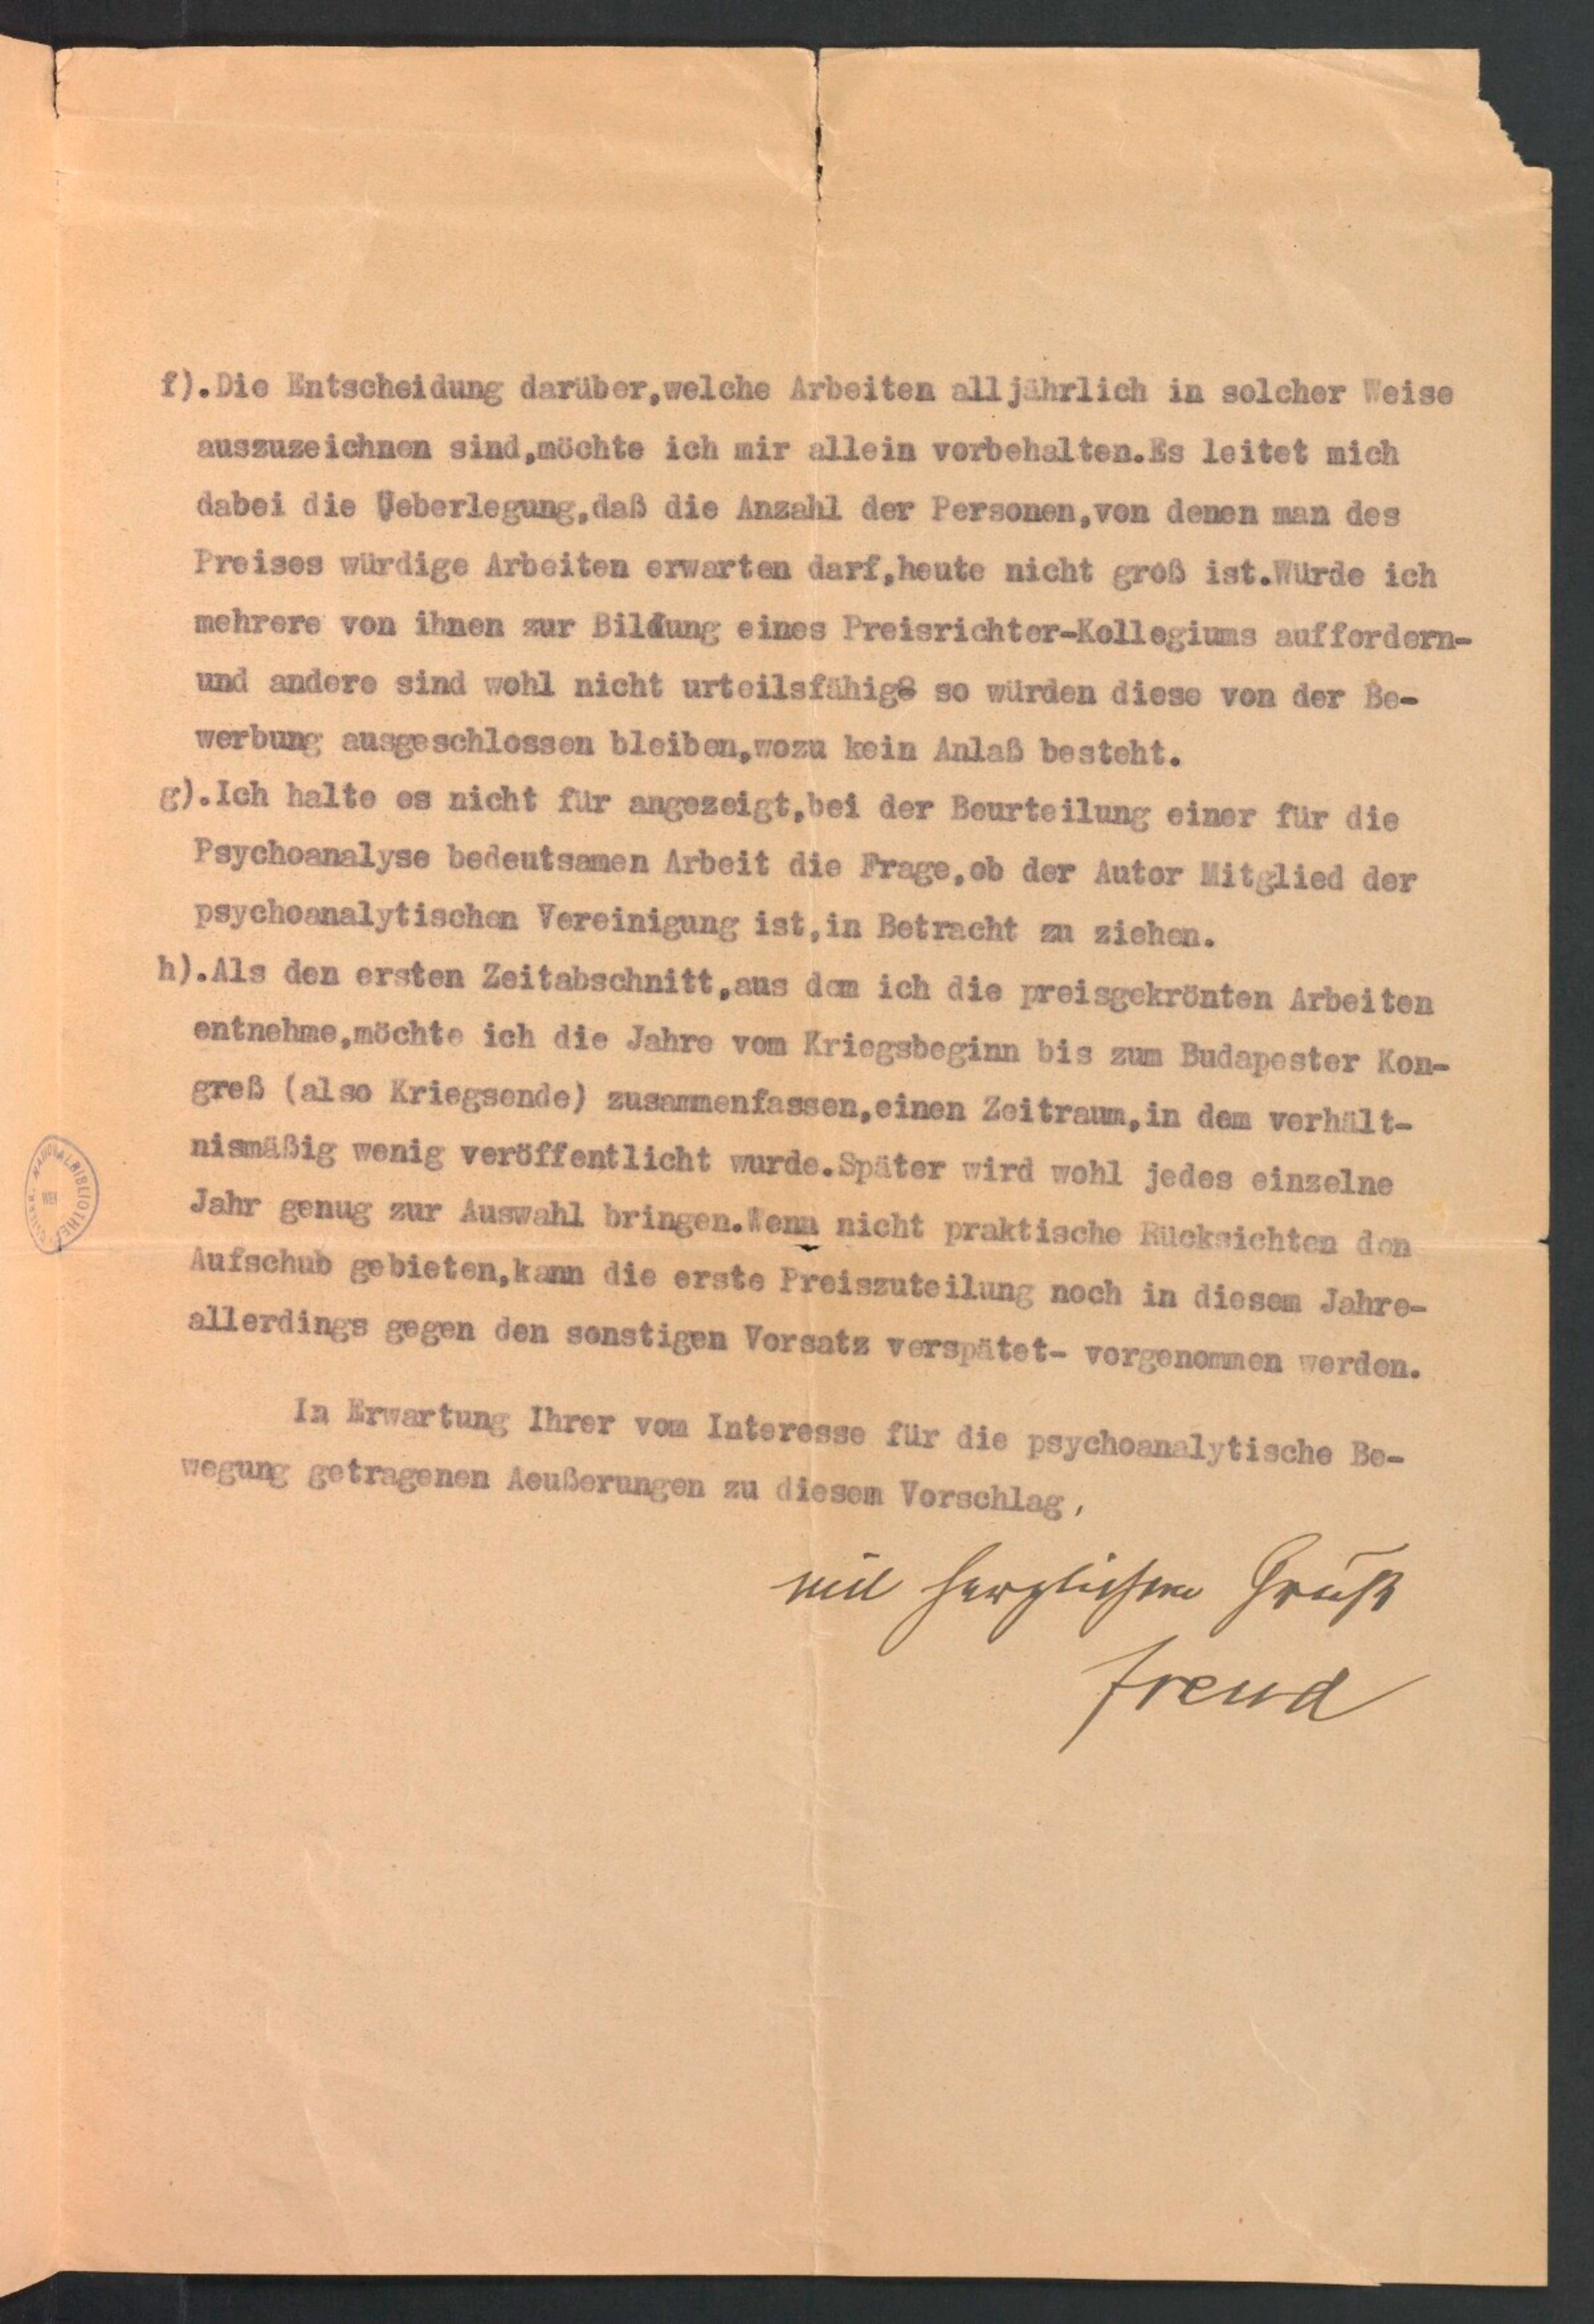 f).Die Entscheidung darüber,welche Arbeiten alljährlich in solcher Weise
auszuzeichnen sind,möchte ich mir allein vorbehalten.Es leitet mich
dabei die Ueberlegung,daß die Anzahl der Personen,von denen man des
Preises würdige Arbeiten erwarten darf,heute nicht groß ist.Würde ich
mehrere von ihnen zur Bildung eines Preisrichter-Kollegiums auffordern-
und andere sind wohl nicht urteilsfähig- so würden diese von der Be-
werbung ausgeschlossen bleiben,wozu kein Anlaß besteht.
g).Ich halte es nicht für angezeigt,bei der Beurteilung einer für die
Psychoanalyse bedeutsamen Arbeit die Frage,ob der Autor Mitglied der
psychoanalytischen Vereinigung ist,in Betracht zu ziehen.
h).Als den ersten Zeitabschnitt,aus dem ich die preisgekrönten Arbeiten
entnehme,möchte ich die Jahre vom Kriegsbeginn bis zum Budapester Kon-
greß (also Kriegsende) zusammenfassen,einen Zeitraum,in dem verhält-
nismäßig wenig veröffentlicht wurde.Später wird wohl jedes einzelne
Jahr genug zur Auswahl bringen.Wenn nicht praktische Rücksichten den
Aufschub gebieten,kann die erste Preiszuteilung noch in diesem Jahre-
allerdings gegen den sonstigen Vorsatz verspätet- vorgenommen werden.
In Erwartung Ihrer vom Interesse für die psychoanalytische Be-
wegung getragenen Aeußerungen zu diesem Vorschlag,
mit herzlichem Gruß
Freud
NATIONALBIBLIOTHEK
WIEN